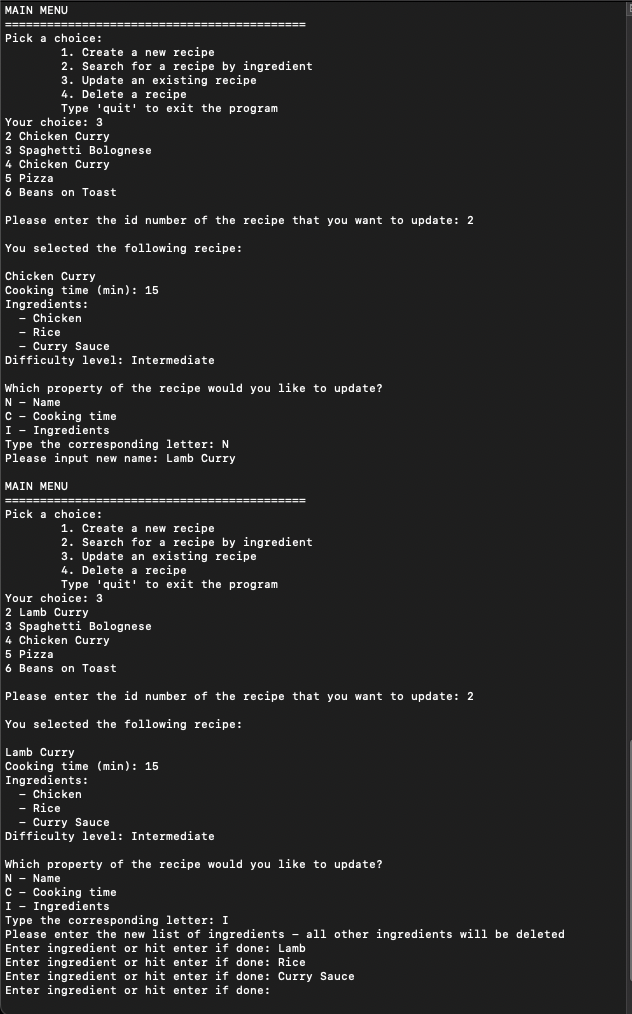 MAIN MENU
===========================================
Pick a choice:
        1. Create a new recipe
        2. Search for a recipe by ingredient
        3. Update an existing recipe
        4. Delete a recipe
        Type 'quit' to exit the program
Your choice: 3
2 Chicken Curry
3 Spaghetti Bolognese
4 Chicken Curry
5 Pizza
6 Beans on Toast

Please enter the id number of the recipe that you want to update: 2

You selected the following recipe:

Chicken Curry
Cooking time (min): 15
Ingredients:
  - Chicken
  - Rice
  - Curry Sauce
Difficulty level: Intermediate

Which property of the recipe would you like to update?
N - Name
C - Cooking time
I - Ingredients
Type the corresponding letter: N
Please input new name: Lamb Curry

MAIN MENU
===========================================
Pick a choice:
        1. Create a new recipe
        2. Search for a recipe by ingredient
        3. Update an existing recipe
        4. Delete a recipe
        Type 'quit' to exit the program
Your choice: 3
2 Lamb Curry
3 Spaghetti Bolognese
4 Chicken Curry
5 Pizza
6 Beans on Toast

Please enter the id number of the recipe that you want to update: 2

You selected the following recipe:

Lamb Curry
Cooking time (min): 15
Ingredients:
  - Chicken
  - Rice
  - Curry Sauce
Difficulty level: Intermediate

Which property of the recipe would you like to update?
N - Name
C - Cooking time
I - Ingredients
Type the corresponding letter: I
Please enter the new list of ingredients - all other ingredients will be deleted
Enter ingredient or hit enter if done: Lamb
Enter ingredient or hit enter if done: Rice
Enter ingredient or hit enter if done: Curry Sauce
Enter ingredient or hit enter if done: